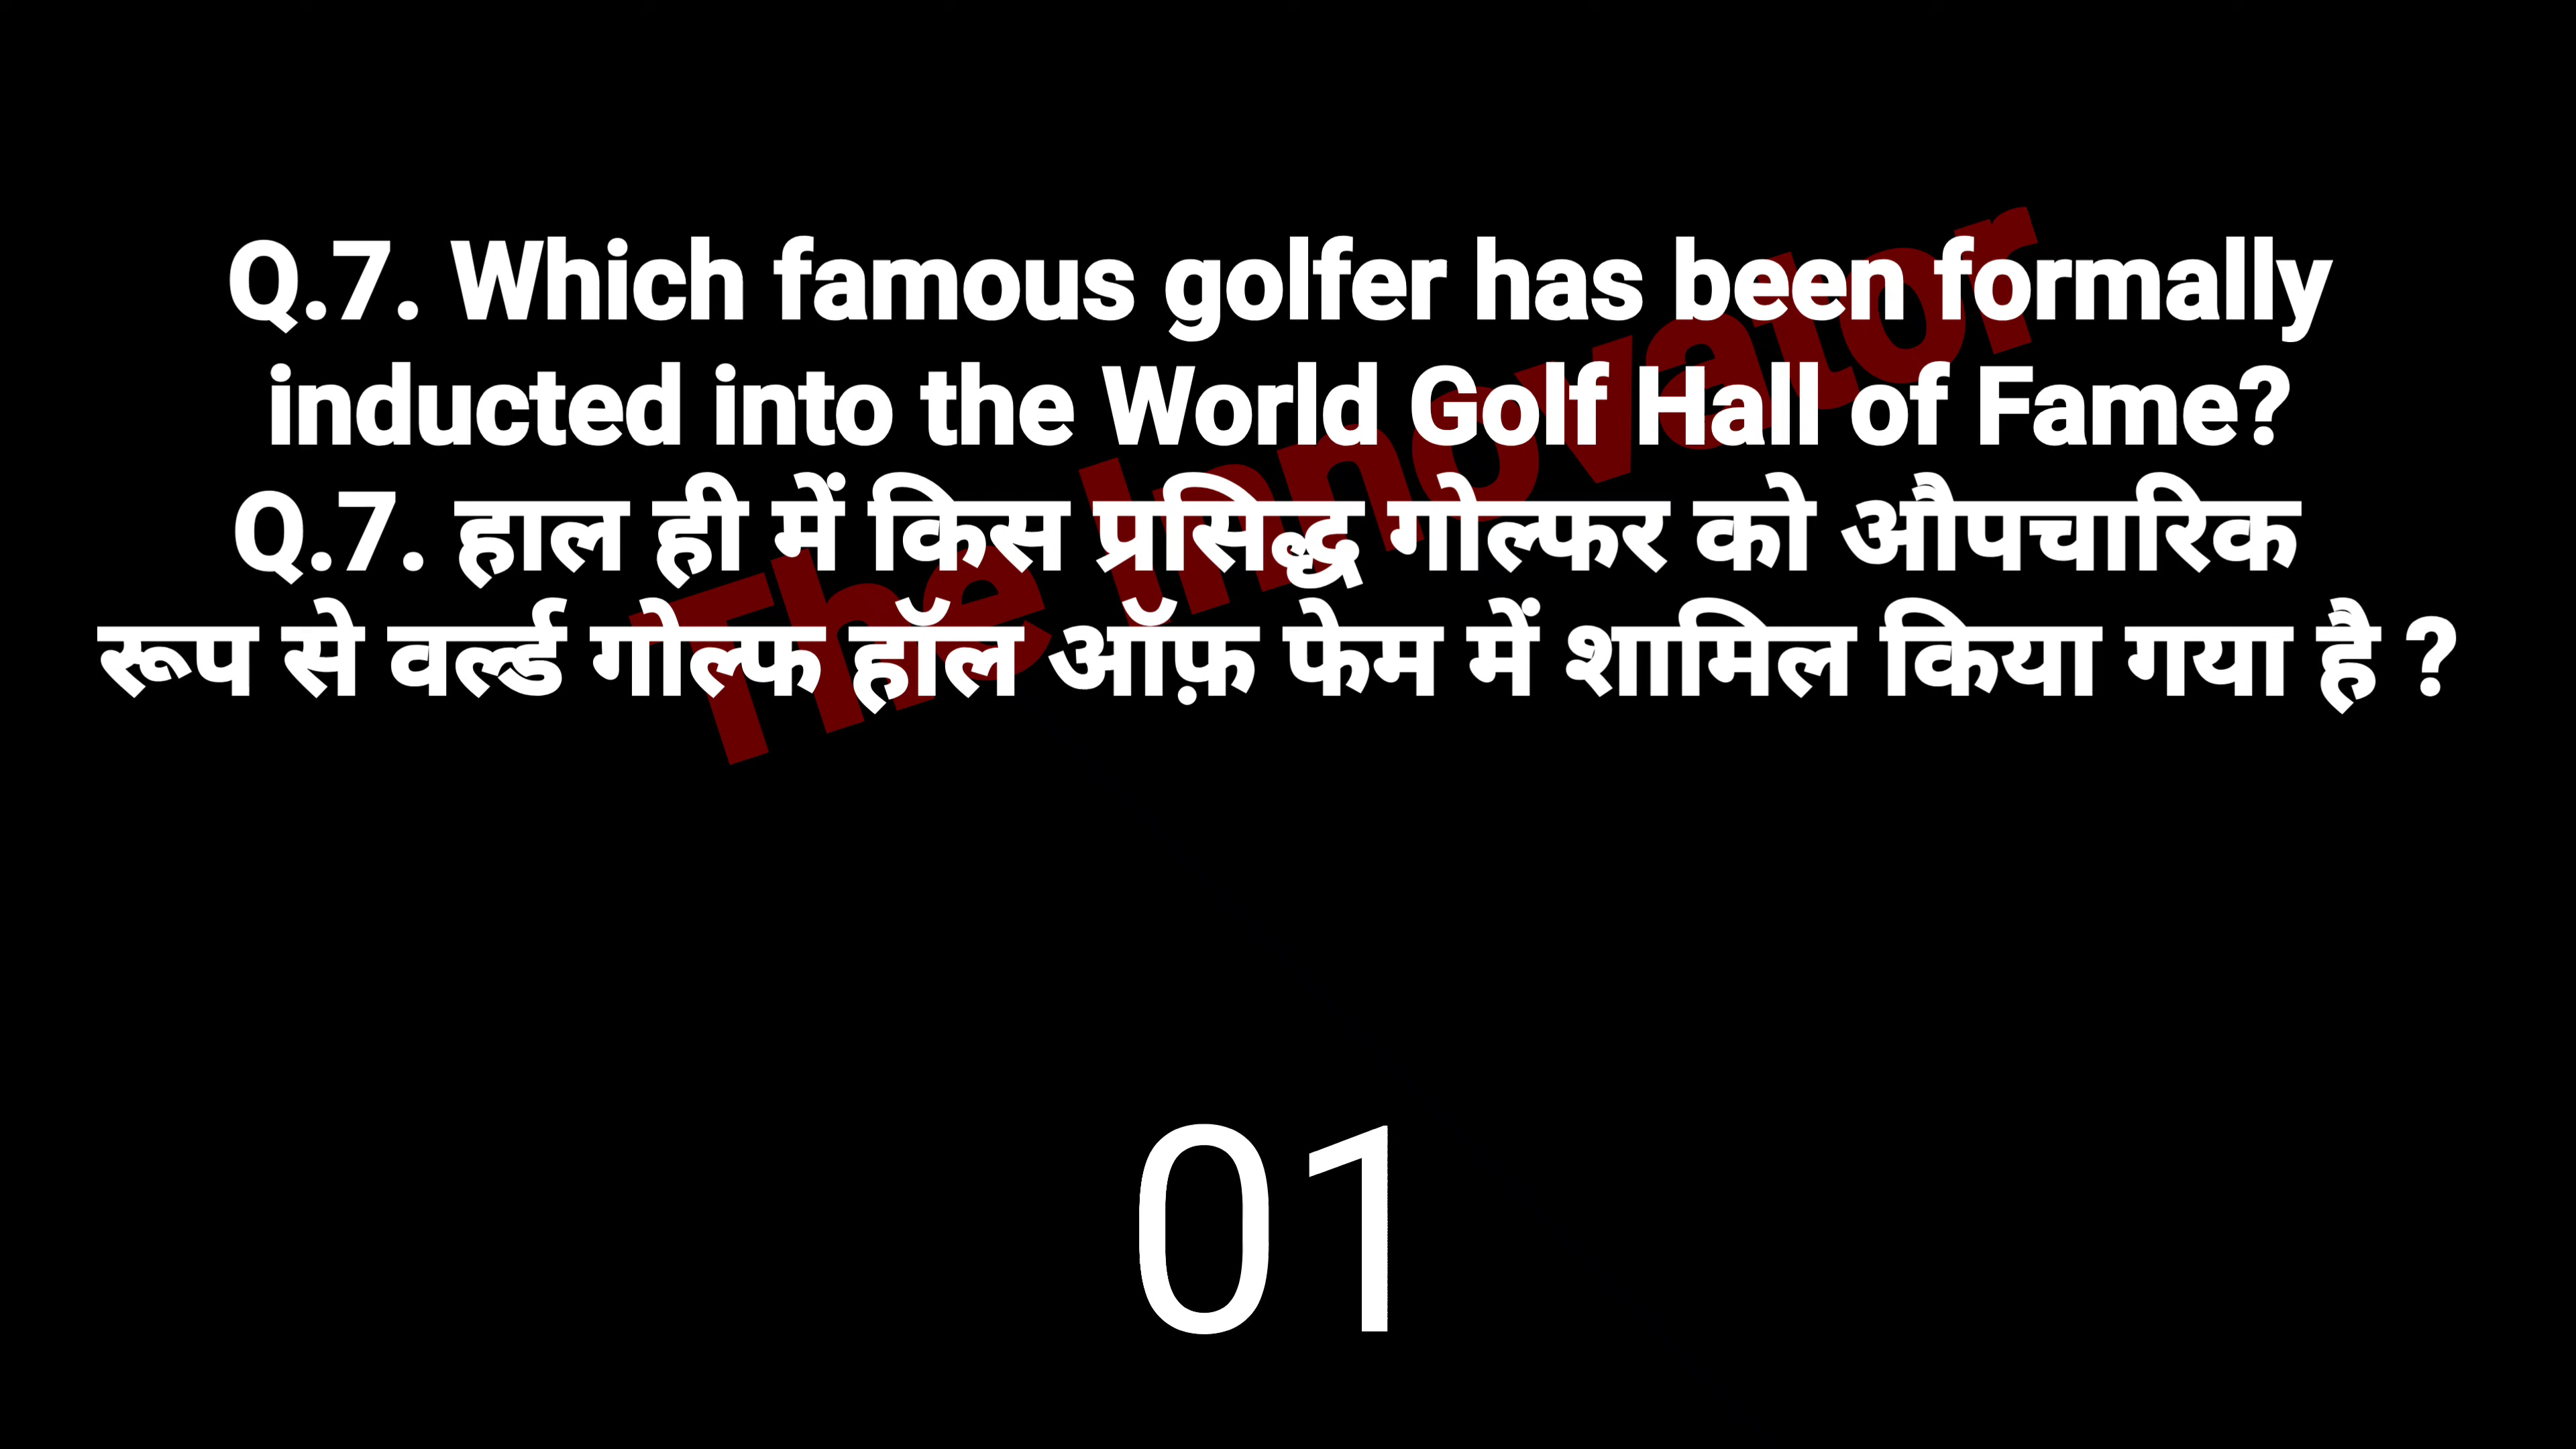 Q.7. Which famous golfer has been formally
inducted into the World Golf Hall of Fame?
Q.7. हाल ही में किस प्रसिद्ध गोल्फर को औपचारिक
रूप से वर्ल्ड गोल्फ हॉल ऑफ़ फेम में शामिल किया गया है ?
The Innovator
01